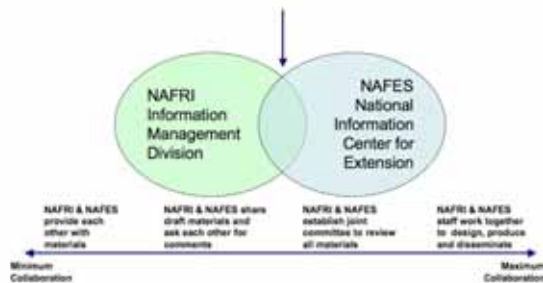 NAFRI
Information
Management
Division
NAFES
National
Information
Center for
Extension
NAFRI & NAFES
provide each
other with
materials
NAFRI & NAFES share
draft materials and
ask each other for
comments
NAFRI & NAFES
establish joint
committee to review
all materials
NAFRI & NAFES
staff work together
to design, produce
and disseminate
Minimum
Collaboration
Maximum
Collaboration